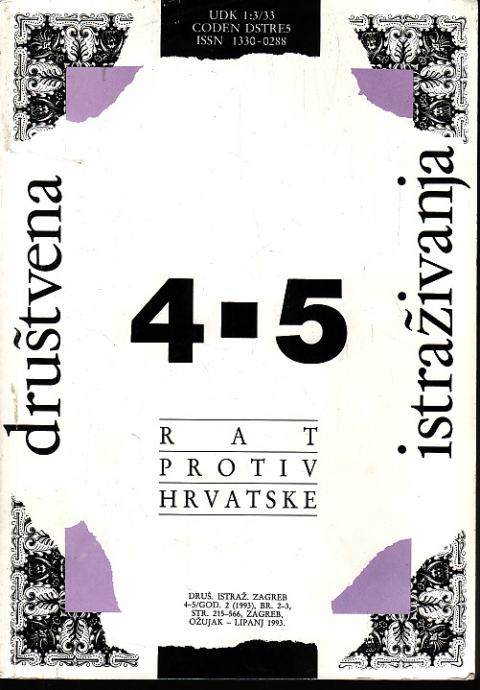 UDK 1:3/33
CODEN DSTRE5
ISSN 1330-0288
društvena
istraživanja
4-5
RAT
PROTIV
HRVATSKE
DRUŠ. ISTRAŽ. ZAGREB
4-5/GOD. 2 (1993), BR. 2-3,
STR. 215-566, ZAGREB,
OŽUJAK – LIPANJ 1993.